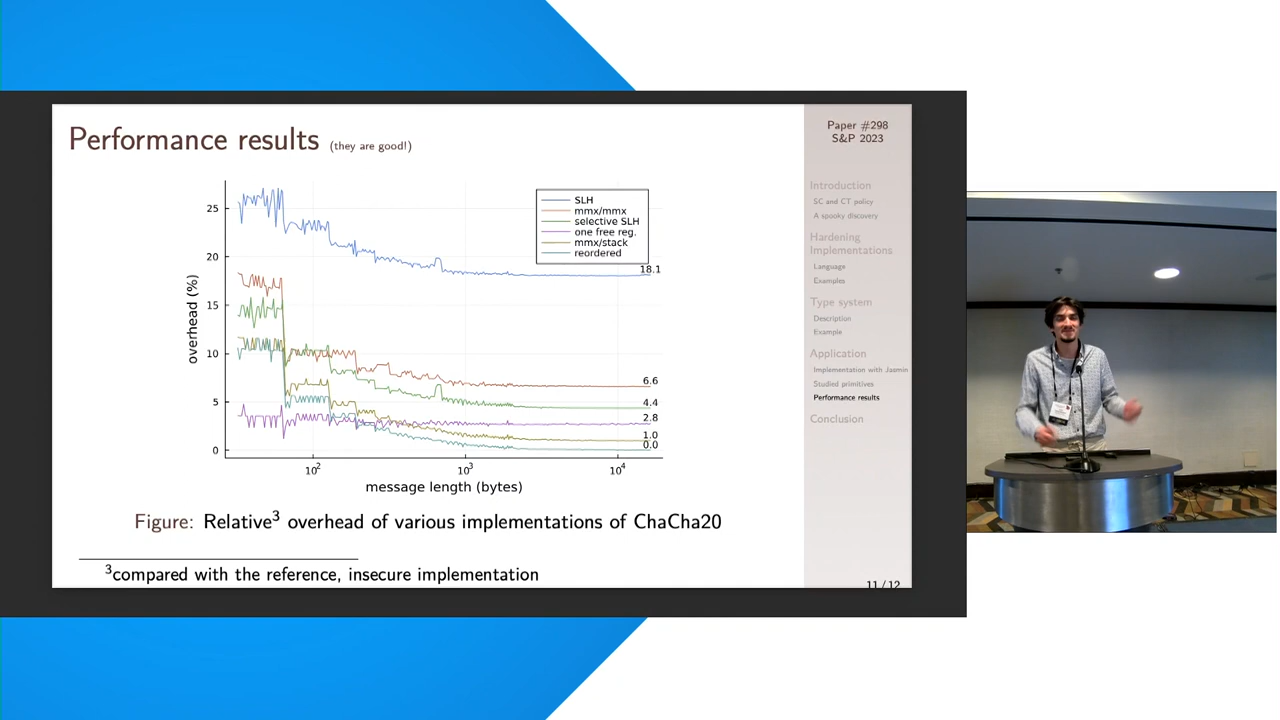 Performance results (they are good!)
25
20
15
10
5
0
overhead (%)
10²
10³
10⁴
message length (bytes)
SLH
mmx/mmx
selective SLH
one free reg.
mmx/stack
reordered
18.1
6.6
4.4
2.8
1.0
0.0
Figure: Relative³ overhead of various implementations of ChaCha20
³compared with the reference, insecure implementation
Paper #298
S&P 2023
Introduction
SC and CT policy
A spooky discovery
Hardening
Implementations
Language
Examples
Type system
Description
Example
Application
Implementation with Jasmin
Studied primitives
Performance results
Conclusion
11 / 12